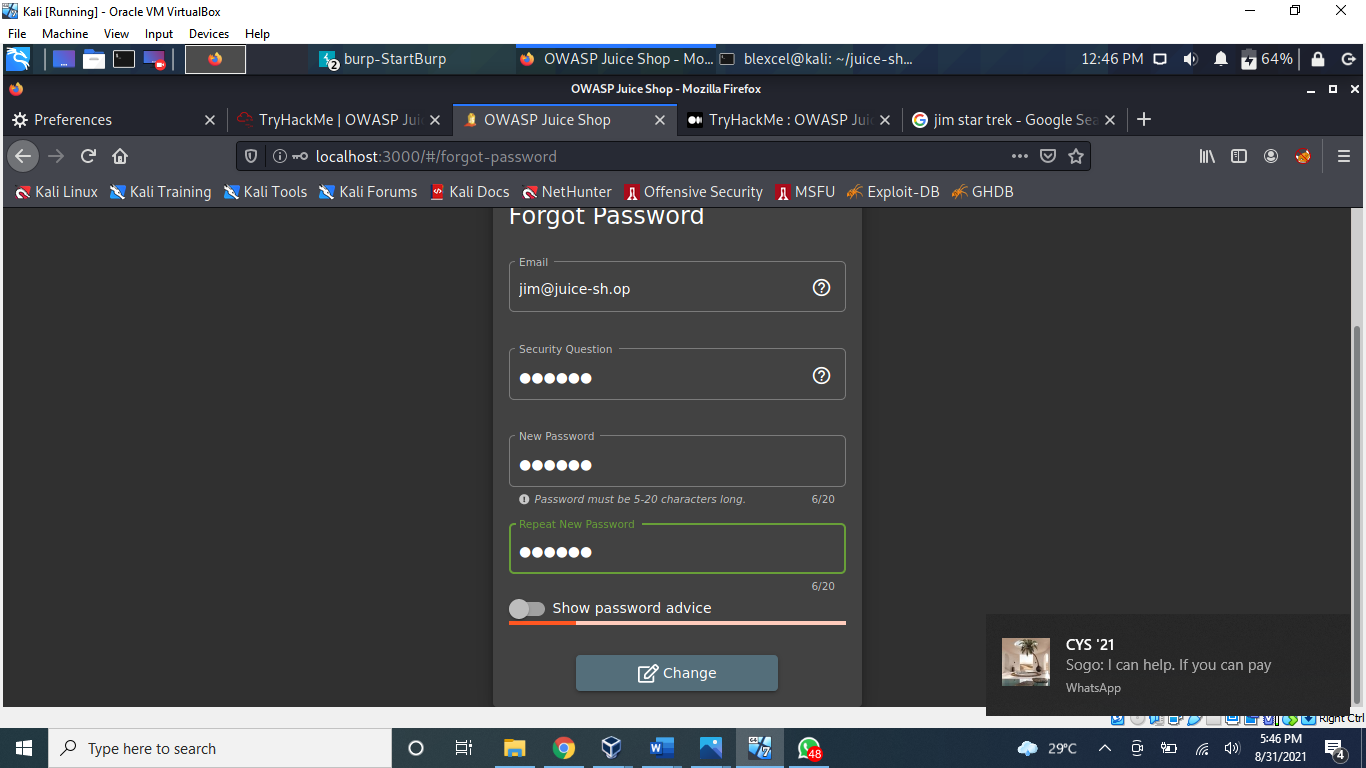 Kali [Running] - Oracle VM VirtualBox
File Machine View Input Devices Help
2 burp-StartBurp OWASP Juice Shop - Mo... blexcel@kali: ~/juice-sh... 12:46 PM 64%
OWASP Juice Shop - Mozilla Firefox
Preferences TryHackMe | OWASP Juic OWASP Juice Shop TryHackMe : OWASP Juic jim star trek - Google Sea
localhost:3000/#/forgot-password
Kali Linux Kali Training Kali Tools Kali Forums Kali Docs NetHunter Offensive Security MSFU Exploit-DB GHDB
Forgot Password
Email
jim@juice-sh.op
Security Question
●●●●●●
New Password
●●●●●●
Password must be 5-20 characters long. 6/20
Repeat New Password
●●●●●●
6/20
Show password advice
Change
CYS '21
Sogo: I can help. If you can pay
WhatsApp
Right Ctrl
Type here to search
48
29°C
5:46 PM
8/31/2021
4